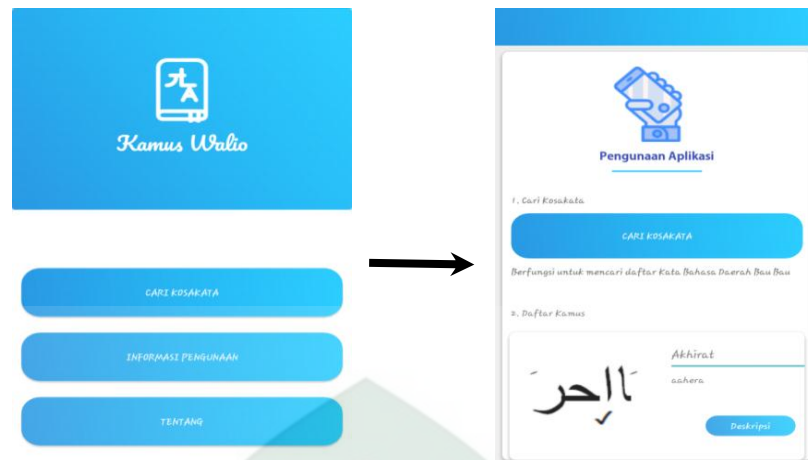 Kamus Walio
CARI KOSAKATA
INFORMASI PENGUNAAN
TENTANG
Pengunaan Aplikasi
1. Cari Kosakata
CARI KOSAKATA
Berfungsi untuk mencari daftar Kata Bahasa Daerah Bau Bau
2. Daftar Kamus
Akhirat
aahera
Deskripsi